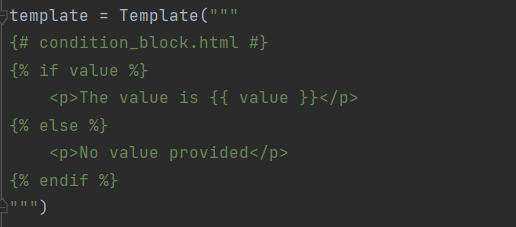 template = Template("""
{# condition_block.html #}
{% if value %}
    <p>The value is {{ value }}</p>
{% else %}
    <p>No value provided</p>
{% endif %}
""")